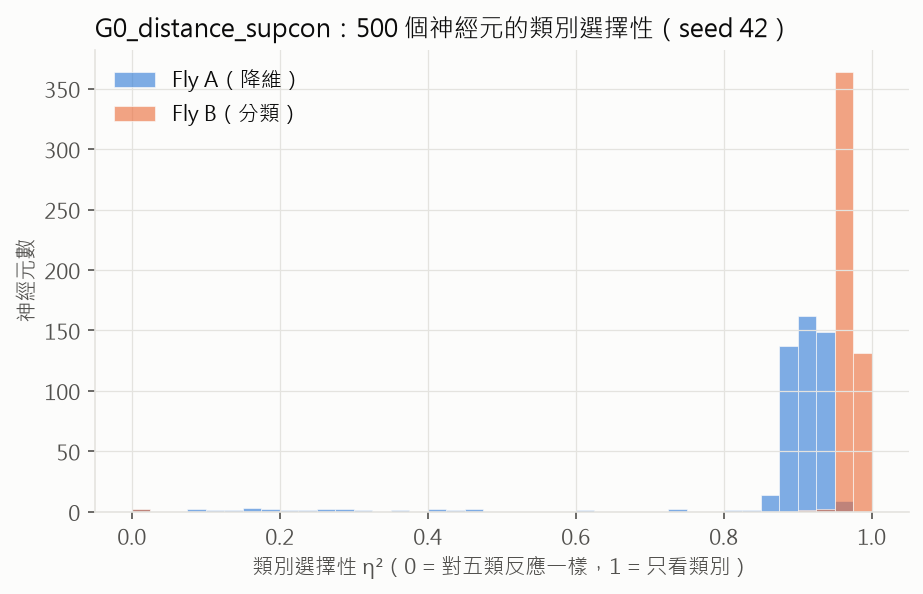 G0_distance_supcon：500 個神經元的類別選擇性（seed 42）
Fly A（降維）
Fly B（分類）
350
300
250
200
150
100
50
0
神經元數
0.0 0.2 0.4 0.6 0.8 1.0
類別選擇性 η²（0 = 對五類反應一樣，1 = 只看類別）